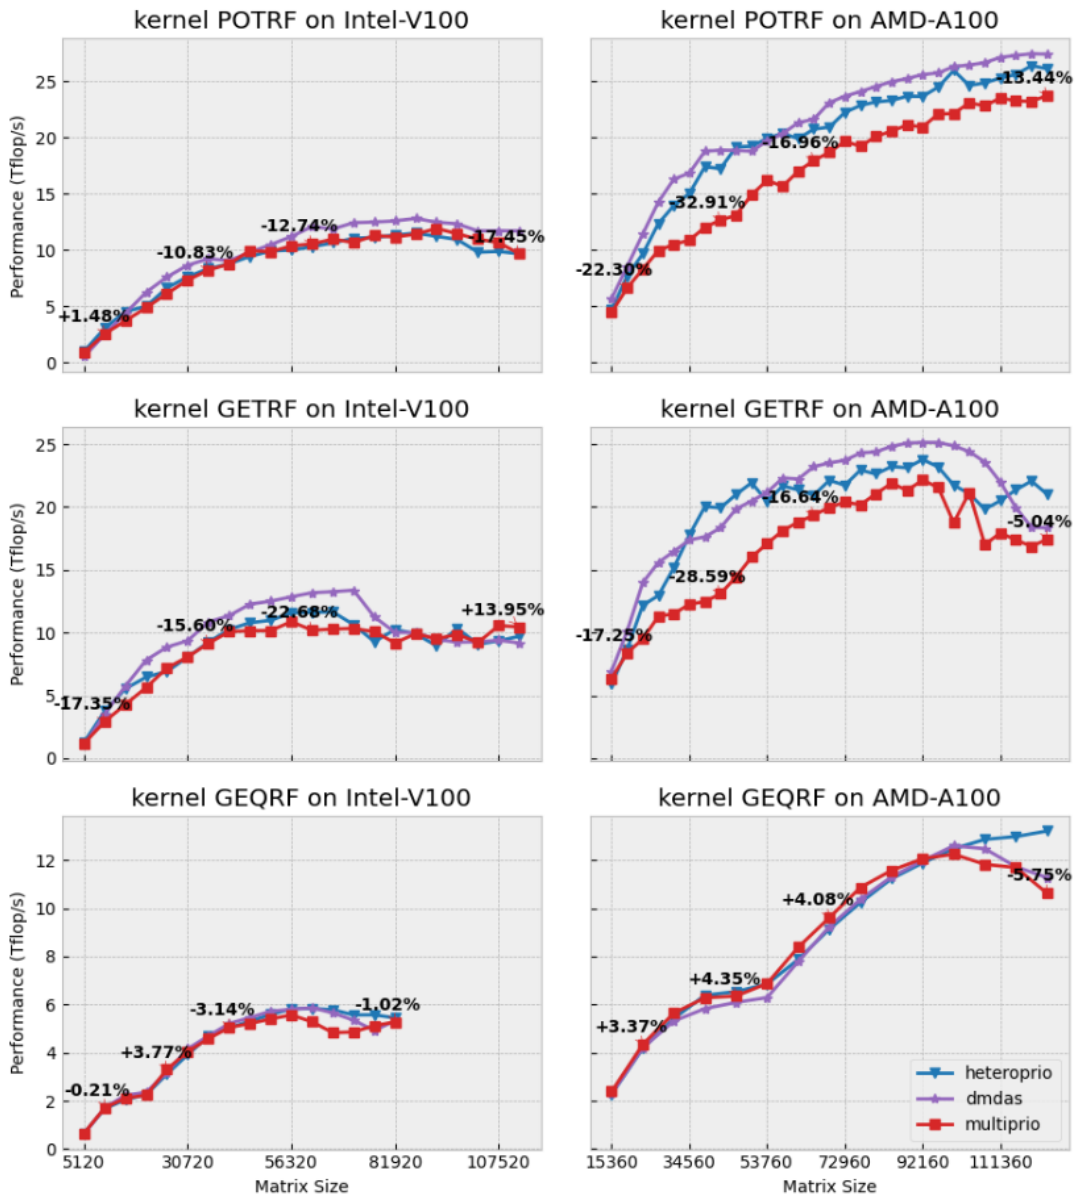 kernel POTRF on Intel-V100
kernel POTRF on AMD-A100
Performance (Tflop/s)
25
20
15
10
5
0
+1.48%
-10.83%
-12.74%
-17.45%
-22.30%
-32.91%
-16.96%
-13.44%
kernel GETRF on Intel-V100
kernel GETRF on AMD-A100
Performance (Tflop/s)
25
20
15
10
5
0
-17.35%
-15.60%
-22.68%
+13.95%
-17.25%
-28.59%
-16.64%
-5.04%
kernel GEQRF on Intel-V100
kernel GEQRF on AMD-A100
Performance (Tflop/s)
12
10
8
6
4
2
0
-0.21%
+3.77%
-3.14%
-1.02%
+3.37%
+4.35%
+4.08%
-5.75%
heteroprio
dmdas
multiprio
5120 30720 56320 81920 107520
15360 34560 53760 72960 92160 111360
Matrix Size
Matrix Size